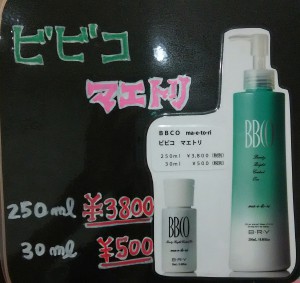 ビビコ
マエトリ
BBCO ma-e-to-ri
ビビコ マエトリ
250ml ¥3,800 (税別)
30ml ¥500 (税別)
250ml ¥3800
30ml ¥500
BBCO
BBCO
B-R-V